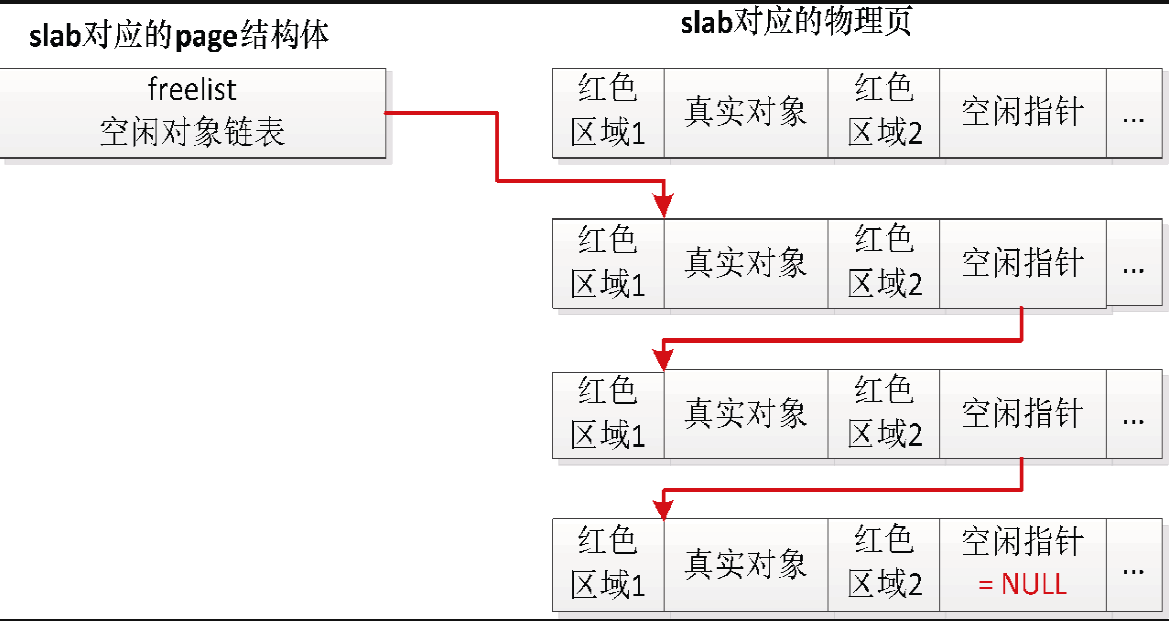 slab对应的page结构体
slab对应的物理页
freelist
空闲对象链表
红色
区域1
真实对象
红色
区域2
空闲指针
...
红色
区域1
真实对象
红色
区域2
空闲指针
...
红色
区域1
真实对象
红色
区域2
空闲指针
...
红色
区域1
真实对象
红色
区域2
空闲指针
= NULL
...